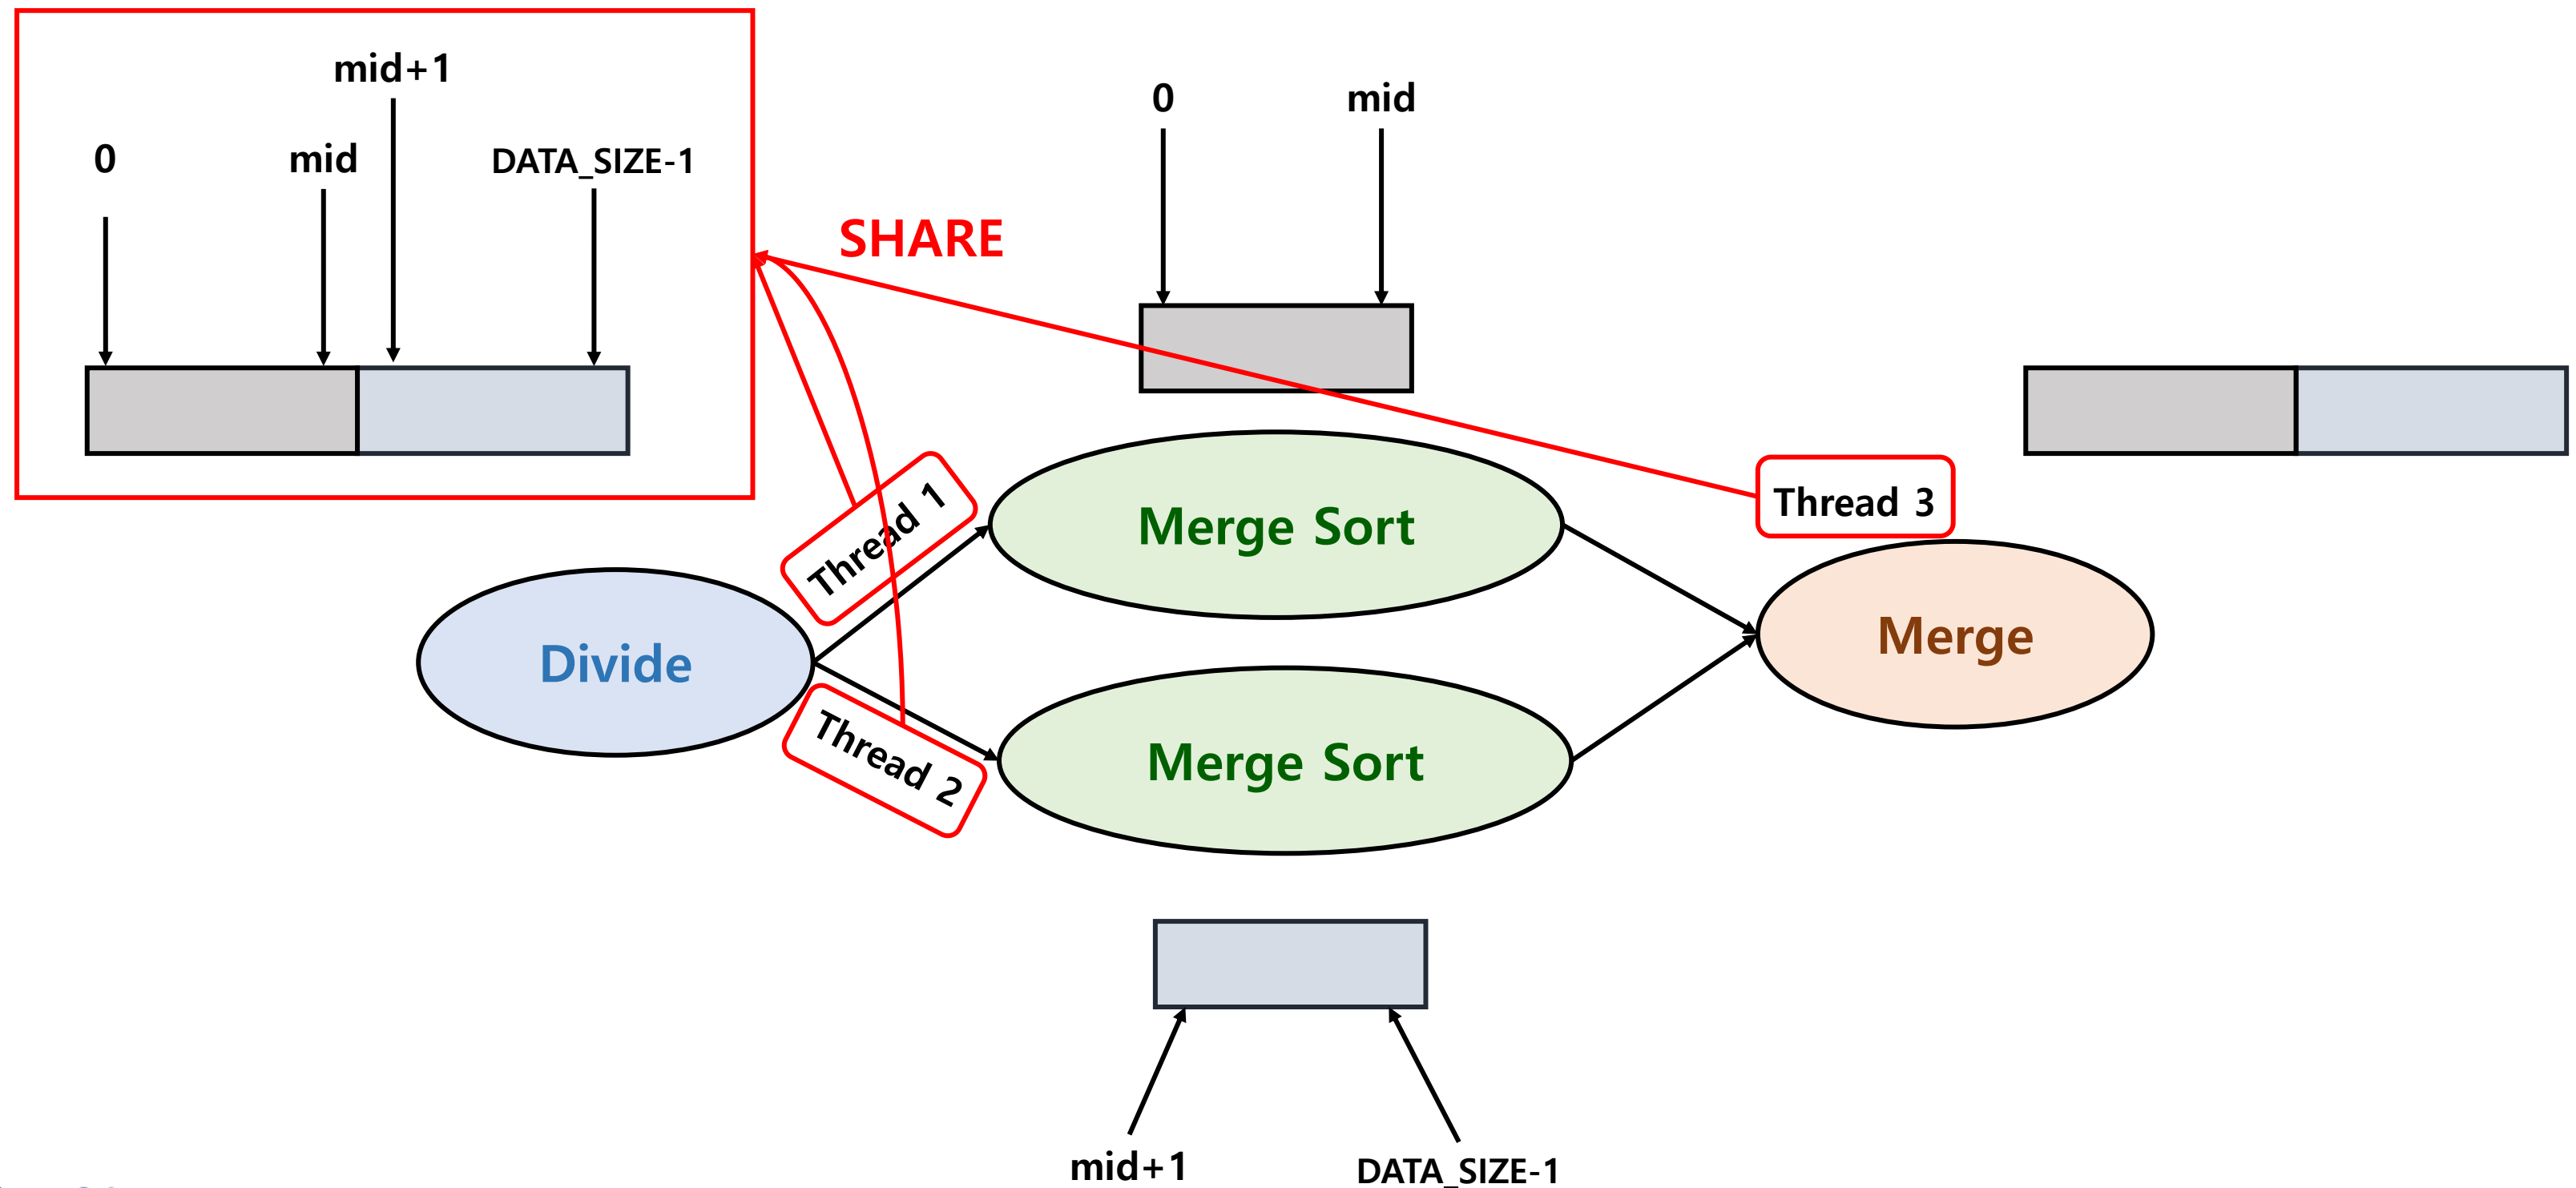 mid+1
0
mid
DATA_SIZE-1
SHARE
0
mid
Thread 1
Thread 2
Thread 3
Divide
Merge Sort
Merge Sort
Merge
mid+1
DATA_SIZE-1